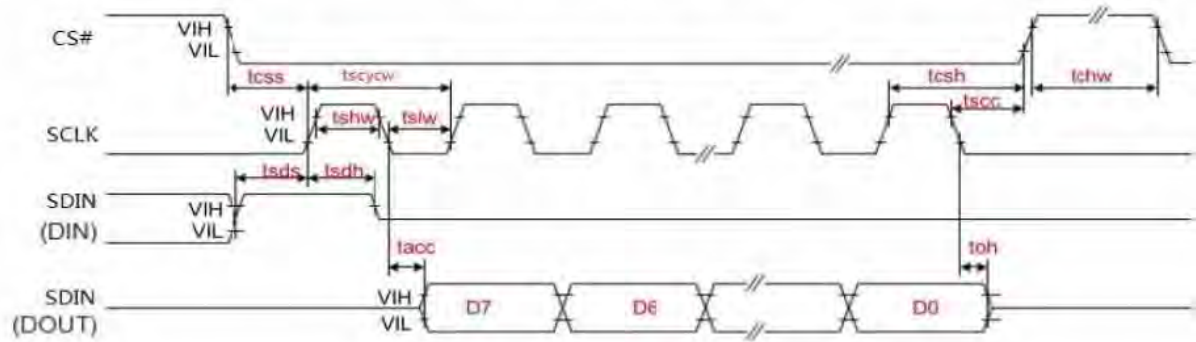 CS#
VIH
VIL
tcss
tscycw
tcsh
tchw
tscc
SCLK
VIH
VIL
tshw
tslw
tsds
tsdh
SDIN
(DIN)
VIH
VIL
tacc
toh
SDIN
(DOUT)
VIH
VIL
D7
D6
D0